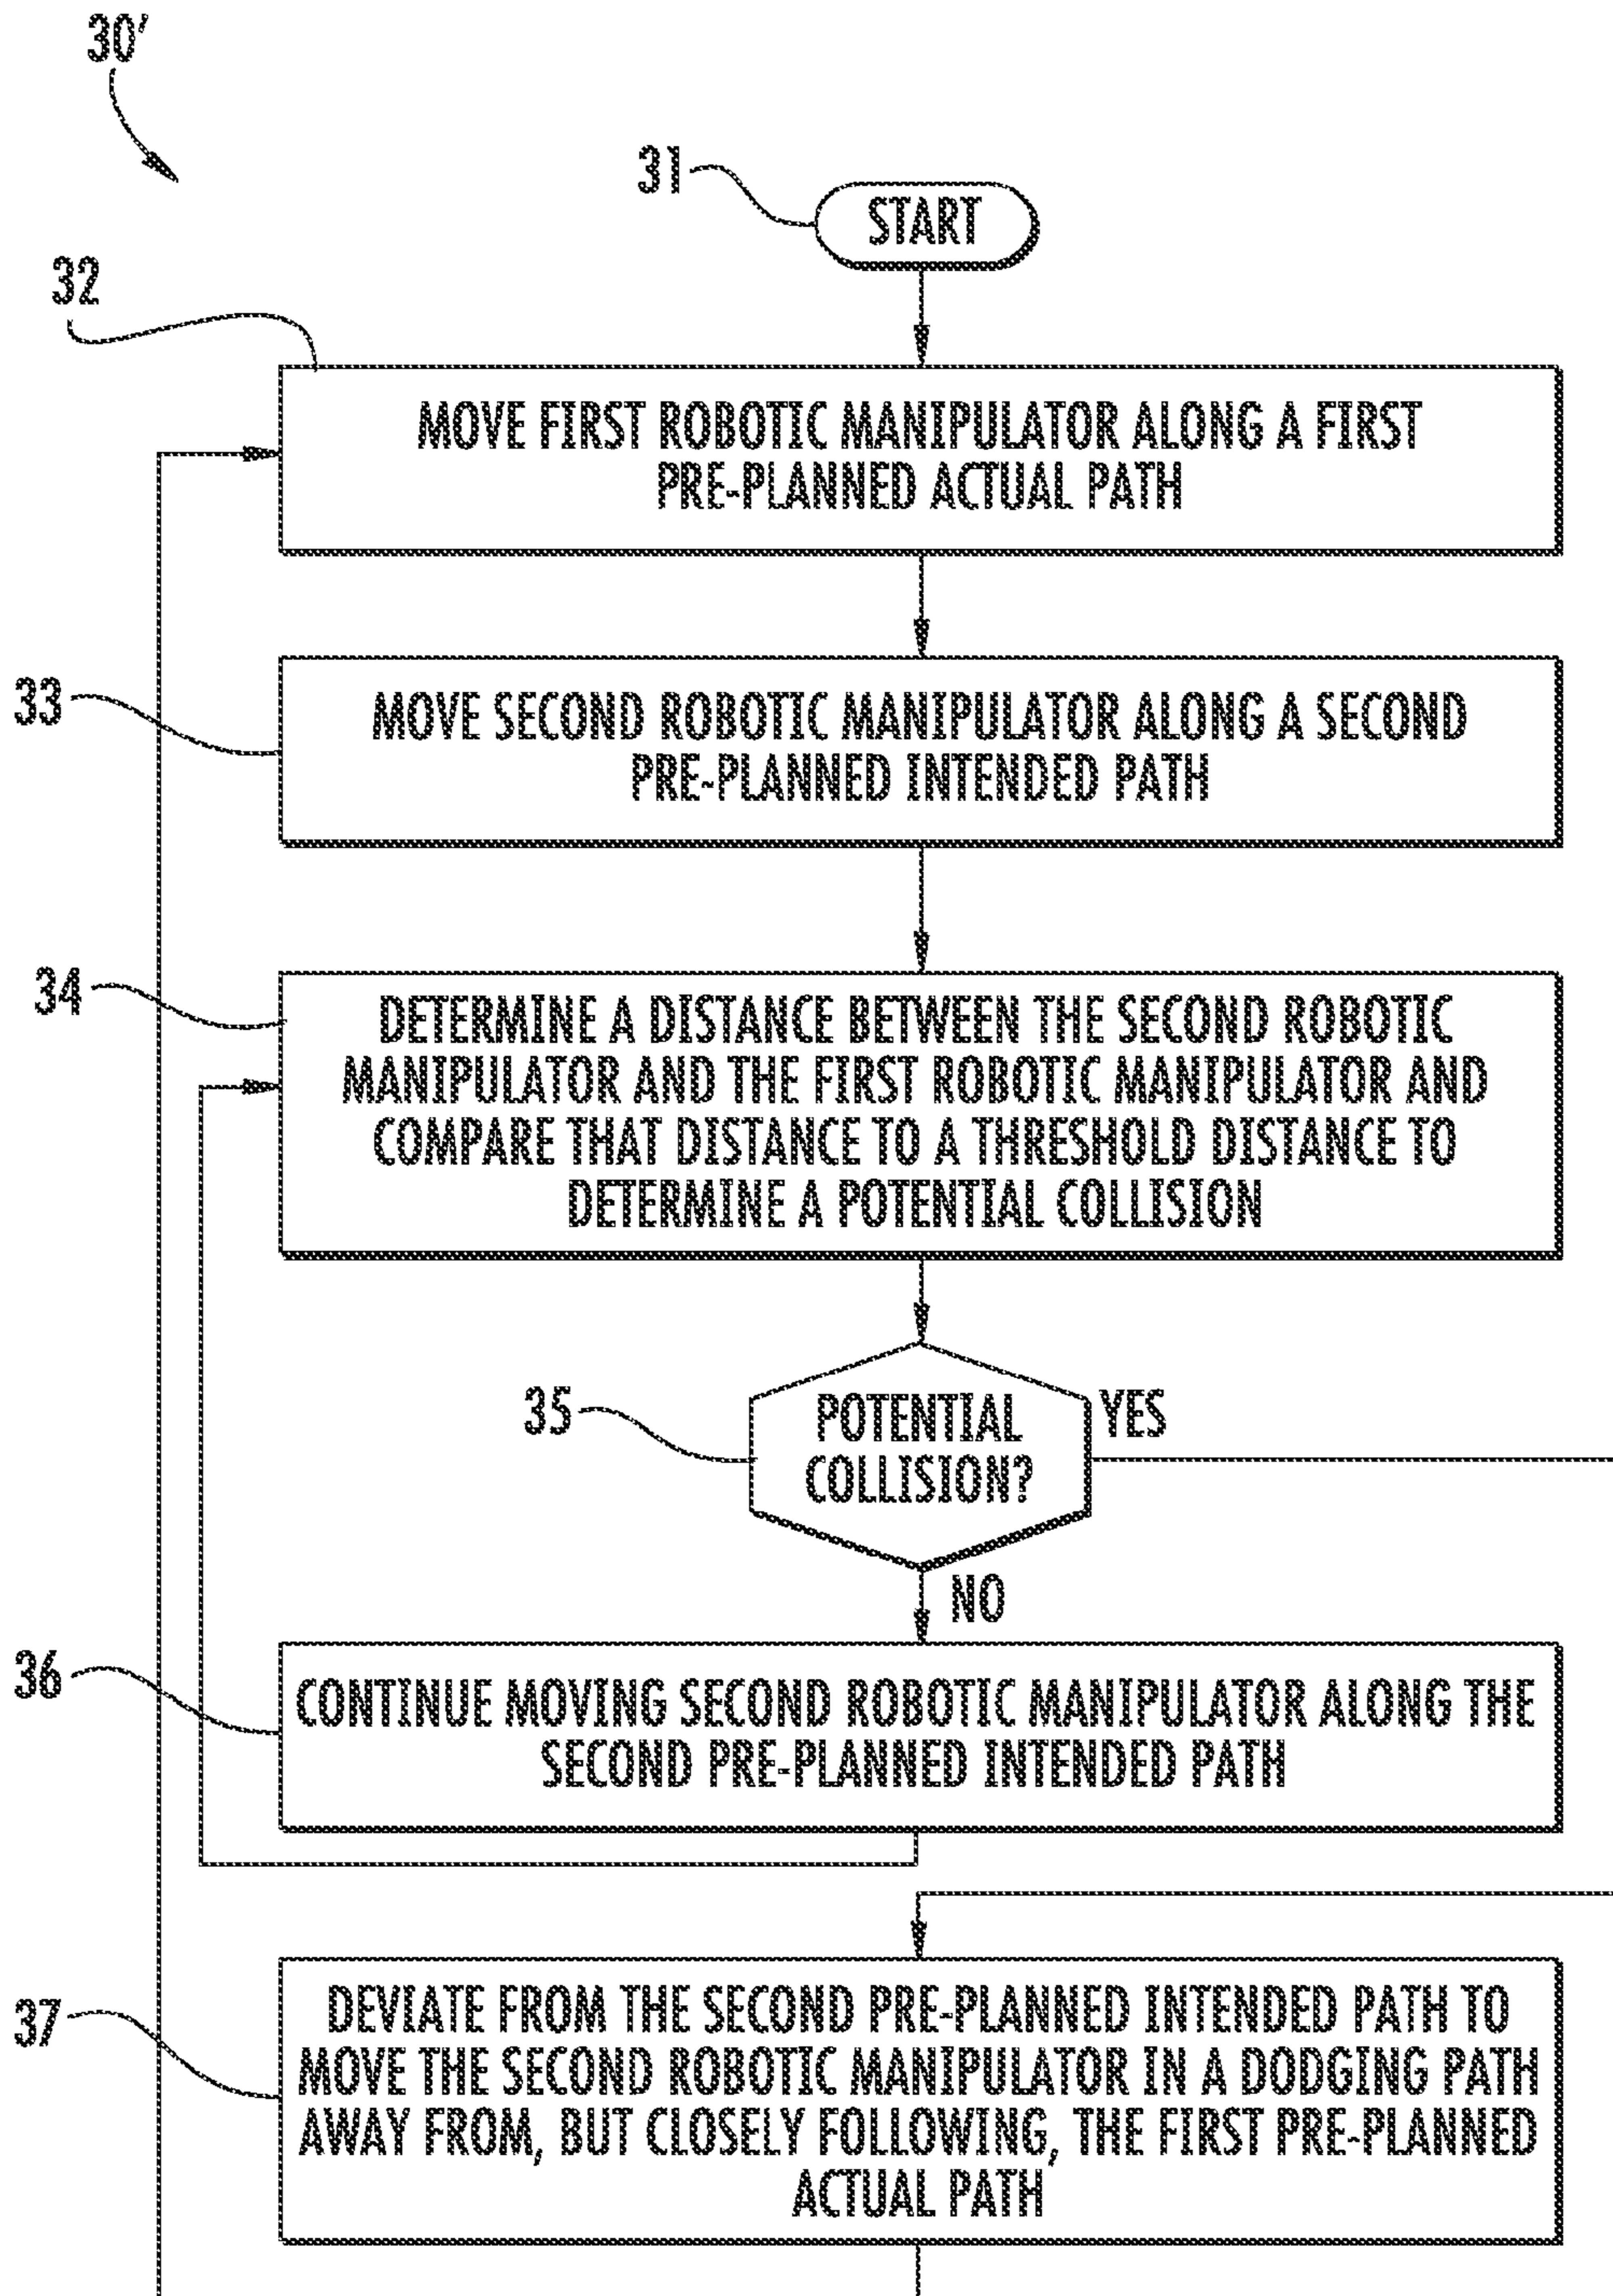 30'
31
START
32
MOVE FIRST ROBOTIC MANIPULATOR ALONG A FIRST
PRE-PLANNED ACTUAL PATH
33
MOVE SECOND ROBOTIC MANIPULATOR ALONG A SECOND
PRE-PLANNED INTENDED PATH
34
DETERMINE A DISTANCE BETWEEN THE SECOND ROBOTIC
MANIPULATOR AND THE FIRST ROBOTIC MANIPULATOR AND
COMPARE THAT DISTANCE TO A THRESHOLD DISTANCE TO
DETERMINE A POTENTIAL COLLISION
35
POTENTIAL
COLLISION?
YES
NO
36
CONTINUE MOVING SECOND ROBOTIC MANIPULATOR ALONG THE
SECOND PRE-PLANNED INTENDED PATH
37
DEVIATE FROM THE SECOND PRE-PLANNED INTENDED PATH TO
MOVE THE SECOND ROBOTIC MANIPULATOR IN A DODGING PATH
AWAY FROM, BUT CLOSELY FOLLOWING, THE FIRST PRE-PLANNED
ACTUAL PATH